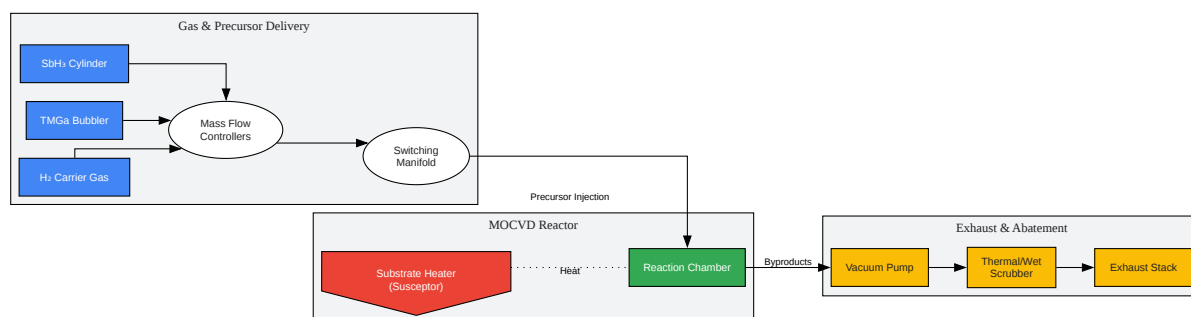 Gas & Precursor Delivery
SbH₃ Cylinder
TMGa Bubbler
H₂ Carrier Gas
Mass Flow
Controllers
Switching
Manifold
Precursor Injection
MOCVD Reactor
Substrate Heater
(Susceptor)
Heat
Reaction Chamber
Byproducts
Exhaust & Abatement
Vacuum Pump
Thermal/Wet
Scrubber
Exhaust Stack